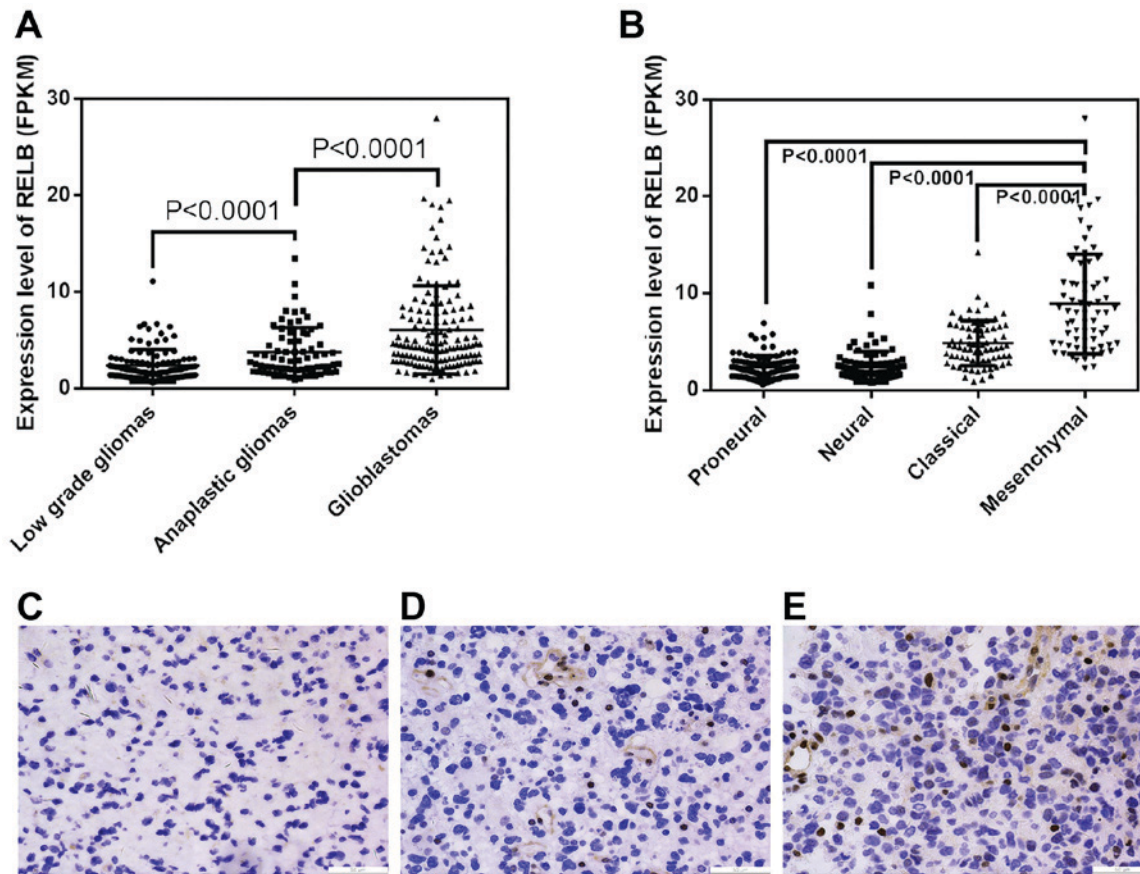 A
Expression level of RELB (FPKM)
30
20
10
0
P<0.0001
P<0.0001
Low grade gliomas
Anaplastic gliomas
Glioblastomas
B
Expression level of RELB (FPKM)
30
20
10
0
P<0.0001
P<0.0001
P<0.0001
Proneural
Neural
Classical
Mesenchymal
C
D
E